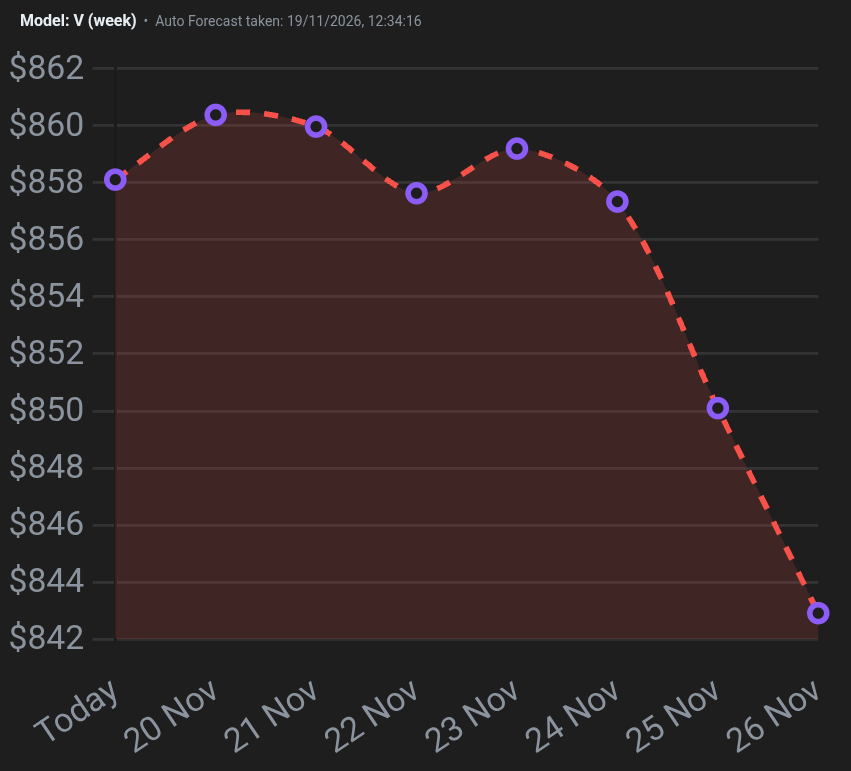 Model: V (week) • Auto Forecast taken: 19/11/2026, 12:34:16
$862
$860
$858
$856
$854
$852
$850
$848
$846
$844
$842
Today
20 Nov
21 Nov
22 Nov
23 Nov
24 Nov
25 Nov
26 Nov